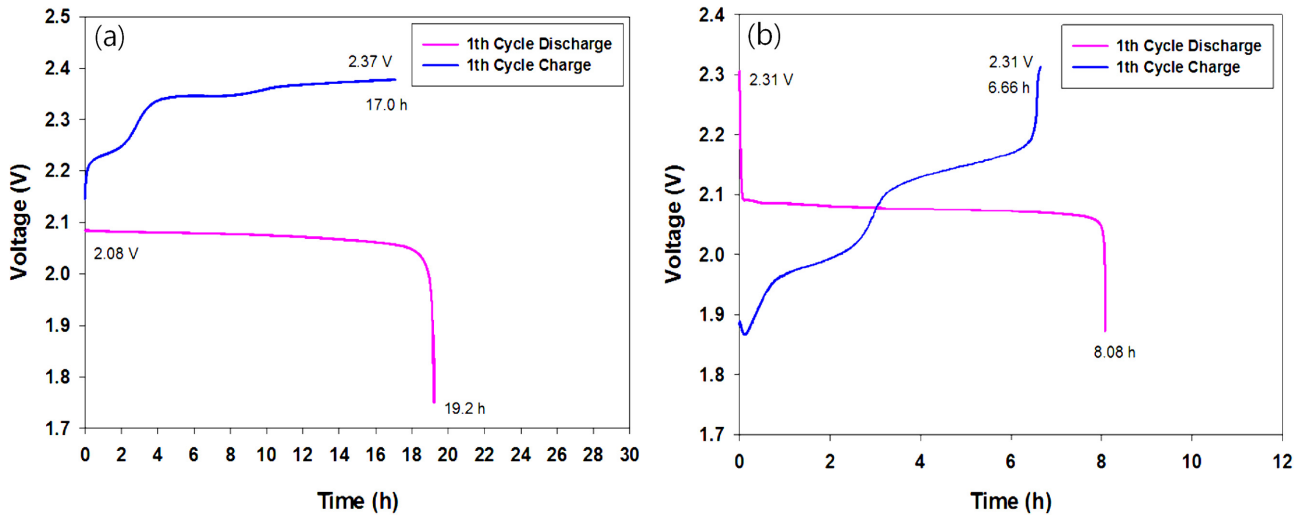 (a)
1th Cycle Discharge
1th Cycle Charge
2.37 V
17.0 h
2.08 V
19.2 h
2.5
2.4
2.3
2.2
2.1
2.0
1.9
1.8
1.7
Voltage (V)
0 2 4 6 8 10 12 14 16 18 20 22 24 26 28 30
Time (h)
(b)
1th Cycle Discharge
1th Cycle Charge
2.31 V
2.31 V
6.66 h
8.08 h
2.4
2.3
2.2
2.1
2.0
1.9
1.8
1.7
Voltage (V)
0 2 4 6 8 10 12
Time (h)